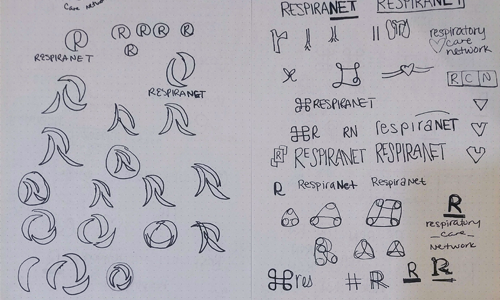 care network
R
R R R R
R
RESPIRANET
RESPIRANET
R
RESPIRANET
RESPIRANET
respiratory
care
network
RCN
RESPIRANET
R
RN
respiraNET
R RESPIRANET
RESPIRANET
R
RespiraNet
RespiraNet
R
respiratory
care
network
res
R
R
R